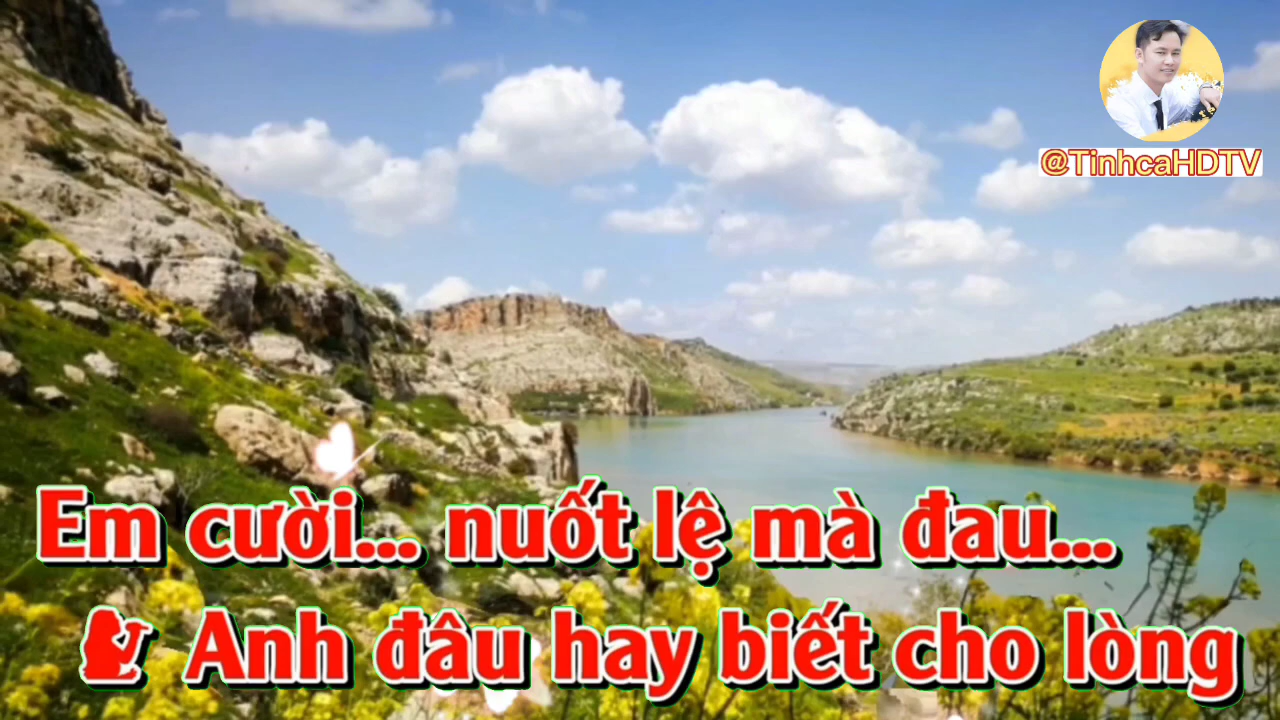 @TinhcaHDTV
Em cười... nuốt lệ mà đau...
Anh đâu hay biết cho lòng